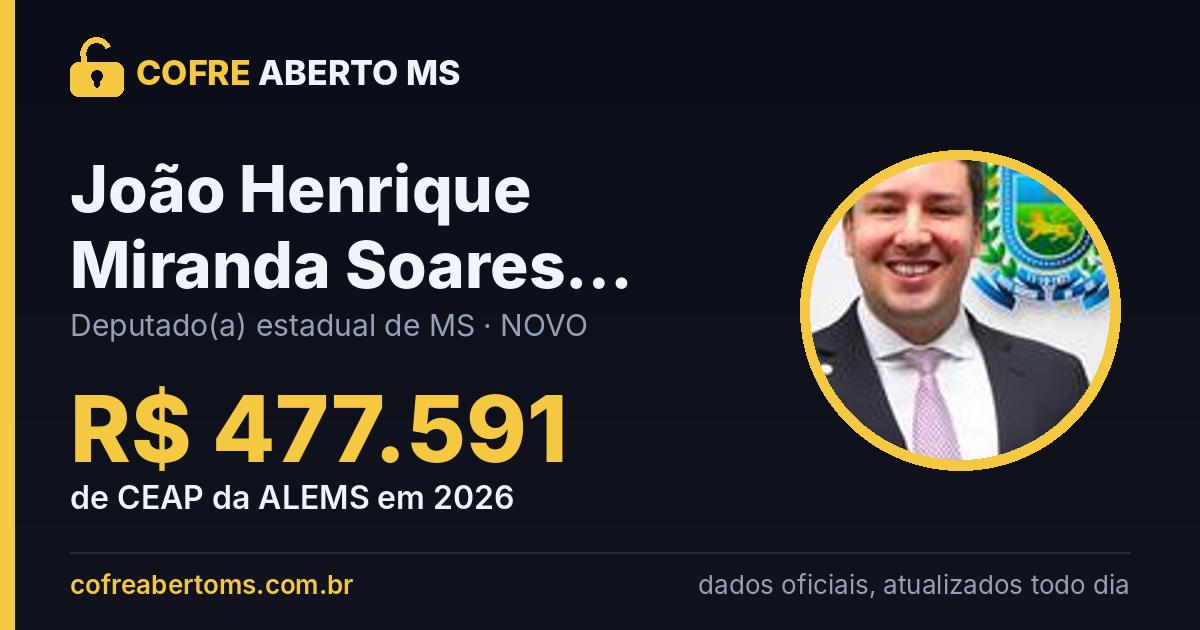 COFRE ABERTO MS
João Henrique
Miranda Soares...
Deputado(a) estadual de MS · NOVO
R$ 477.591
de CEAP da ALEMS em 2026
cofreabertoms.com.br
dados oficiais, atualizados todo dia